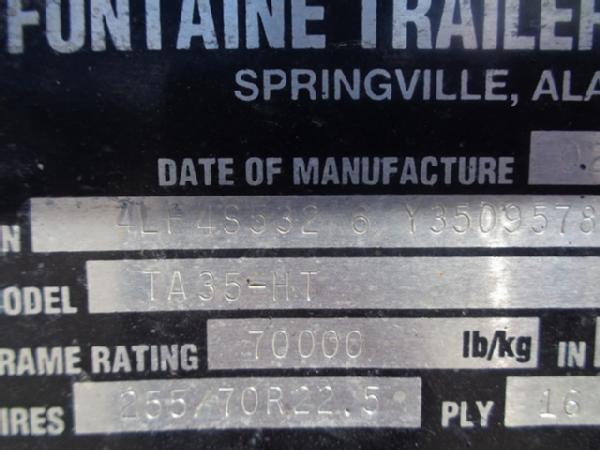 FONTAINE TRAILER
SPRINGVILLE, ALA
DATE OF MANUFACTURE
N 4LF4S332 6 Y3509578
ODEL TA35-HT
RAME RATING 70000 lb/kg IN
IRES 255/70R22.5 PLY 16